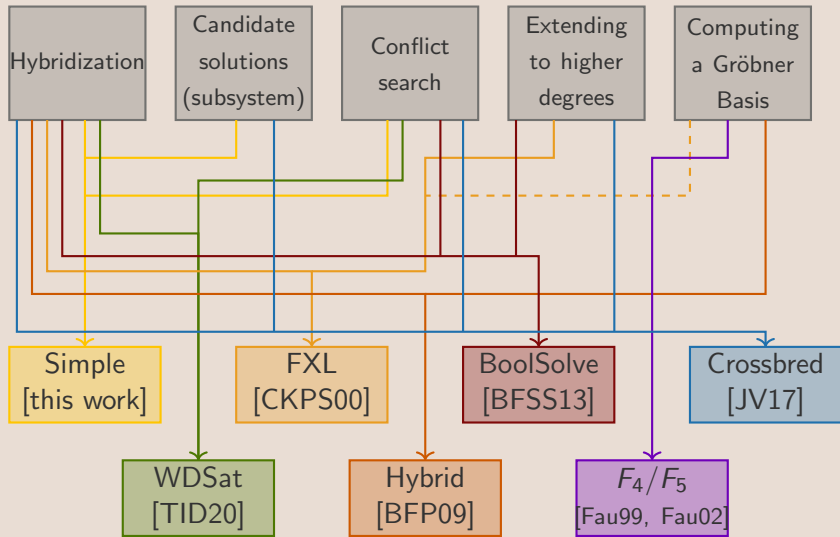 Hybridization
Candidate
solutions
(subsystem)
Conflict
search
Extending
to higher
degrees
Computing
a Gröbner
Basis
Simple
[this work]
FXL
[CKPS00]
BoolSolve
[BFSS13]
Crossbred
[JV17]
WDSat
[TID20]
Hybrid
[BFP09]
F₄/F₅
[Fau99, Fau02]